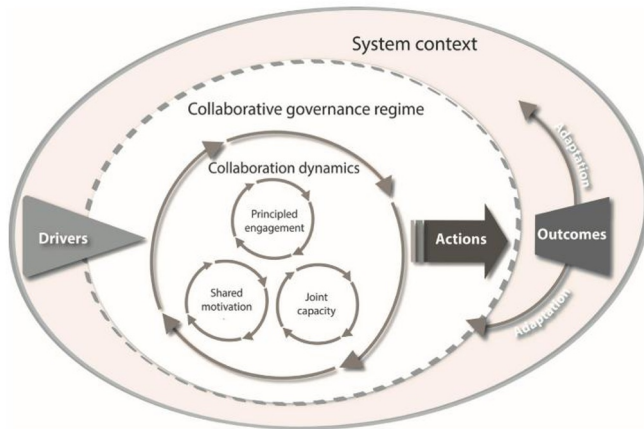 System context
Collaborative governance regime
Collaboration dynamics
Principled
engagement
Shared
motivation
Joint
capacity
Drivers
Actions
Outcomes
Adaptation
Adaptation